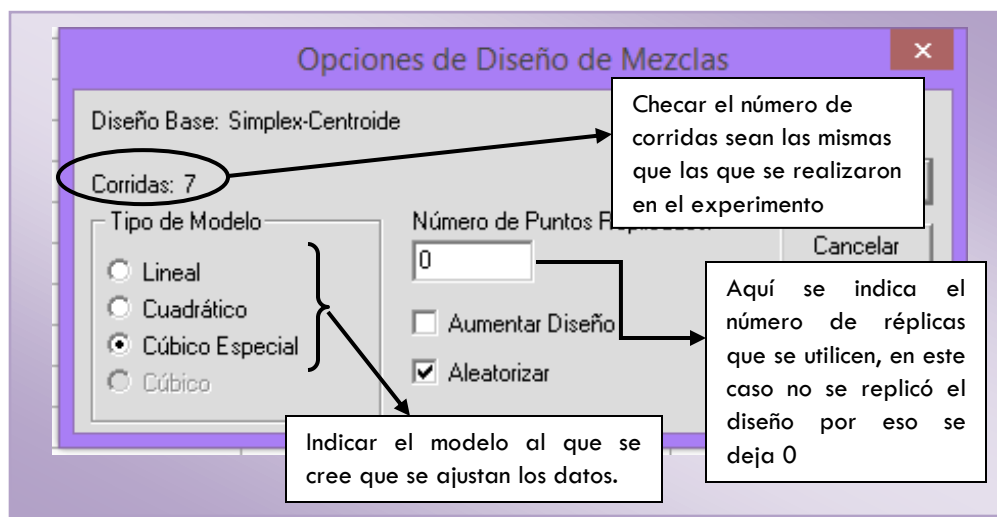 Opciones de Diseño de Mezclas
Diseño Base: Simplex-Centroide
Corridas: 7
Tipo de Modelo
Lineal
Cuadrático
Cúbico Especial
Cúbico
Número de Puntos
0
Aumentar Diseño
Aleatorizar
Cancelar
Checar el número de
corridas sean las mismas
que las que se realizaron
en el experimento
Aquí se indica el
número de réplicas
que se utilicen, en este
caso no se replicó el
diseño por eso se
deja 0
Indicar el modelo al que se
cree que se ajustan los datos.